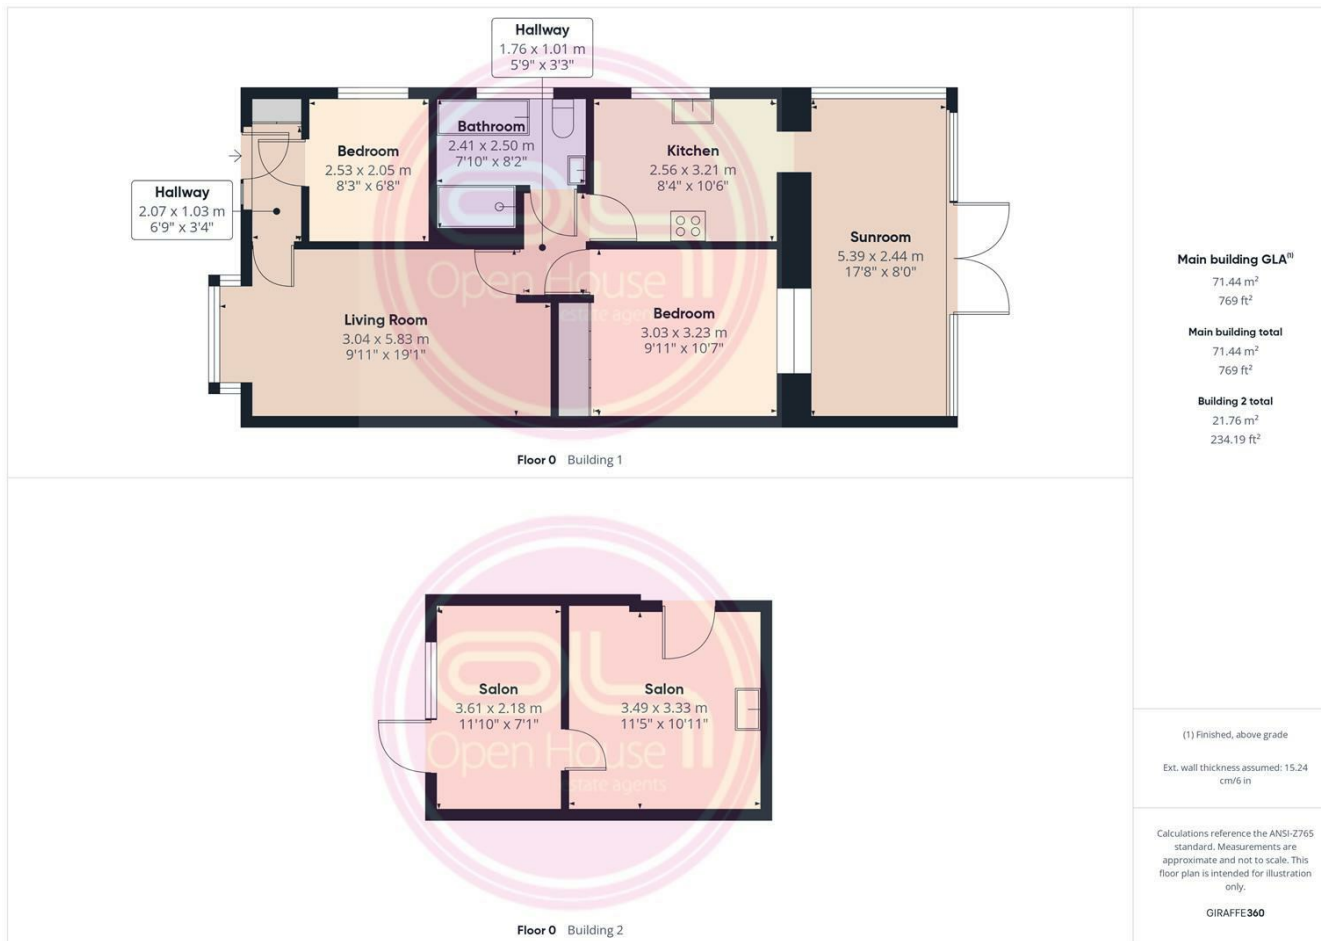 Hallway
1.76 x 1.01 m
5'9" x 3'3"
Bedroom
2.53 x 2.05 m
8'3" x 6'8"
Bathroom
2.41 x 2.50 m
7'10" x 8'2"
Kitchen
2.56 x 3.21 m
8'4" x 10'6"
Hallway
2.07 x 1.03 m
6'9" x 3'4"
Sunroom
5.39 x 2.44 m
17'8" x 8'0"
Living Room
3.04 x 5.83 m
9'11" x 19'1"
Bedroom
3.03 x 3.23 m
9'11" x 10'7"
Open House
estate agents
Floor 0 Building 1
Salon
3.61 x 2.18 m
11'10" x 7'1"
Salon
3.49 x 3.33 m
11'5" x 10'11"
Open House
estate agents
Floor 0 Building 2
Main building GLA⁽¹⁾
71.44 m²
769 ft²
Main building total
71.44 m²
769 ft²
Building 2 total
21.76 m²
234.19 ft²
(1) Finished, above grade
Ext. wall thickness assumed: 15.24
cm/6 in
Calculations reference the ANSI-Z765
standard. Measurements are
approximate and not to scale. This
floor plan is intended for illustration
only.
GIRAFFE360